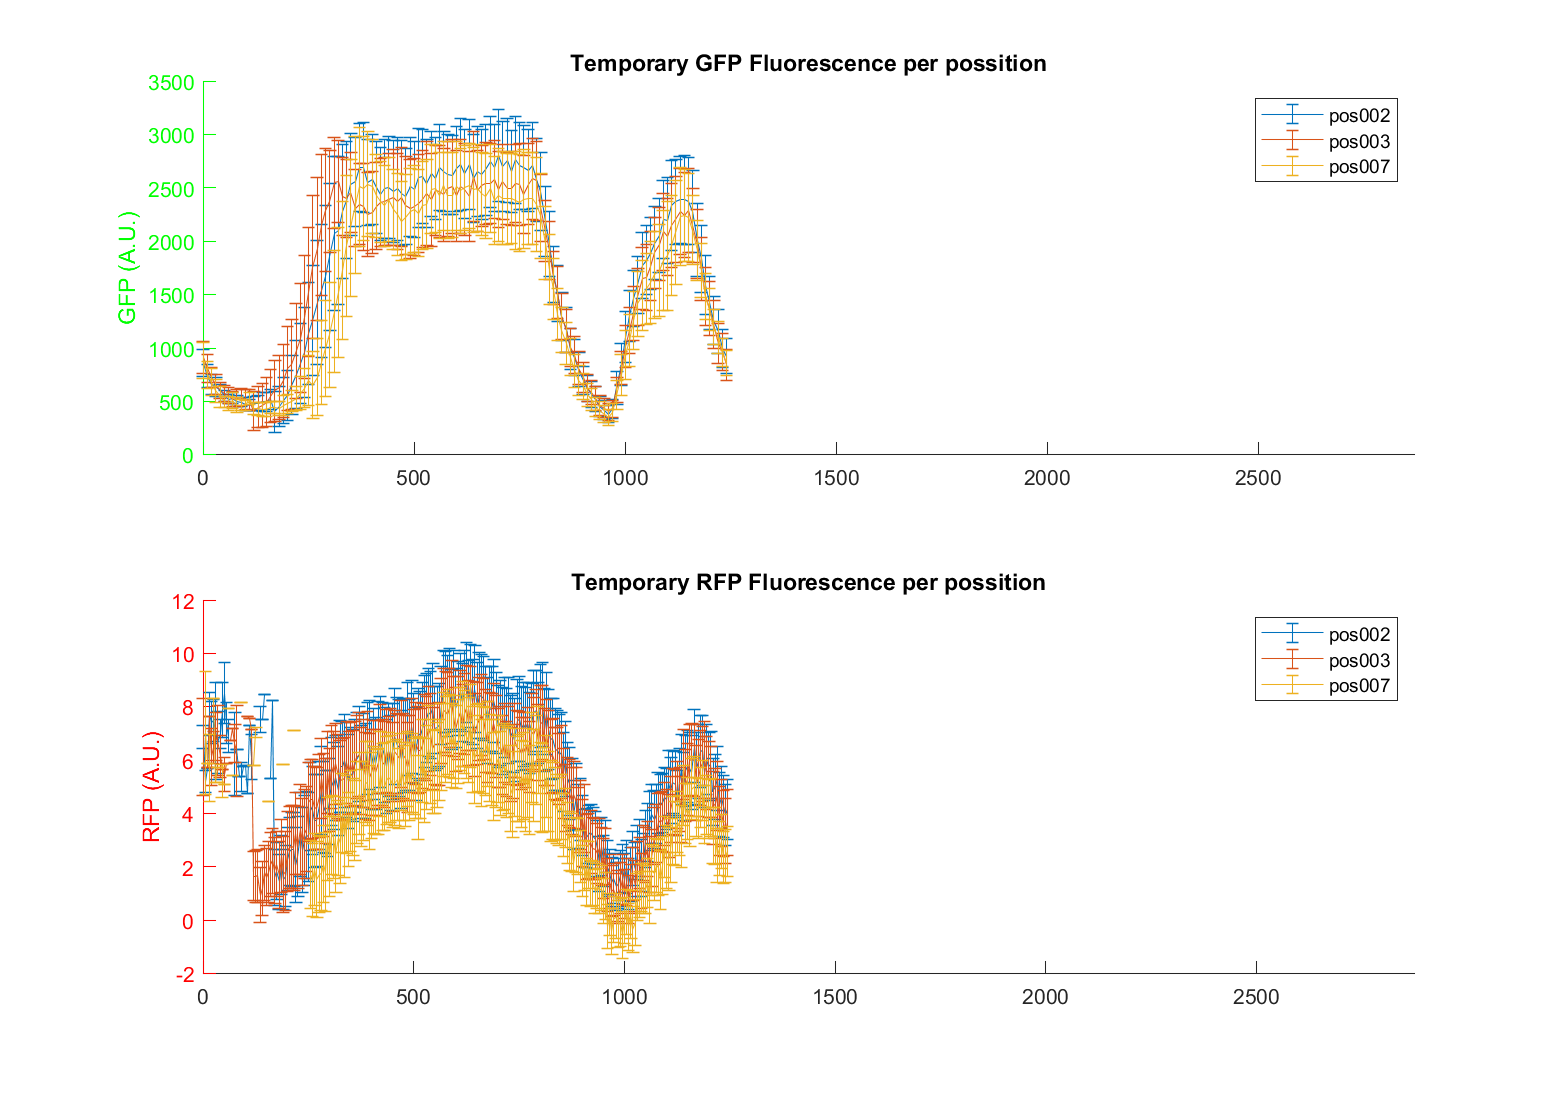 Temporary GFP Fluorescence per possition
GFP (A.U.)
3500
3000
2500
2000
1500
1000
500
0
0 500 1000 1500 2000 2500
pos002
pos003
pos007
Temporary RFP Fluorescence per possition
RFP (A.U.)
12
10
8
6
4
2
0
-2
0 500 1000 1500 2000 2500
pos002
pos003
pos007